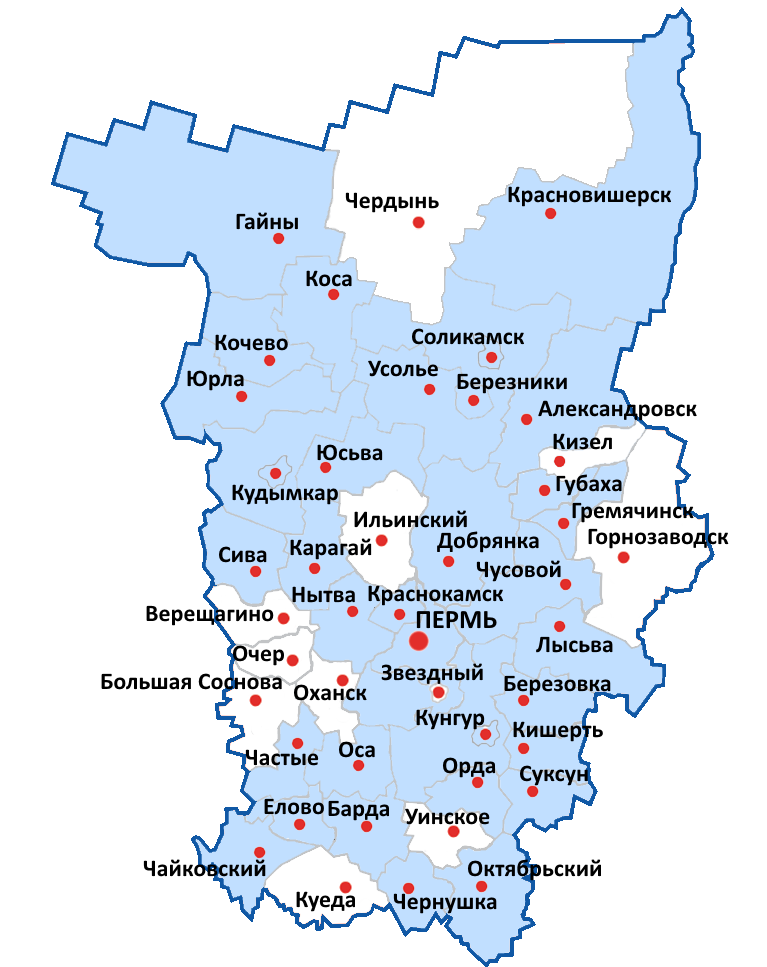 Красновишерск
Чердынь
Гайны
Коса
Соликамск
Кочево
Усолье
Юрла
Березники
Александровск
Кизел
Юсьва
Губаха
Кудымкар
Гремячинск
Ильинский
Горнозаводск
Добрянка
Карагай
Сива
Чусовой
Нытва
Краснокамск
Верещагино
ПЕРМЬ
Лысьва
Очер
Звездный
Большая Соснова
Березовка
Оханск
Кунгур
Кишерть
Оса
Частые
Орда
Суксун
Елово
Барда
Уинское
Чайковский
Октябрьский
Куеда
Чернушка